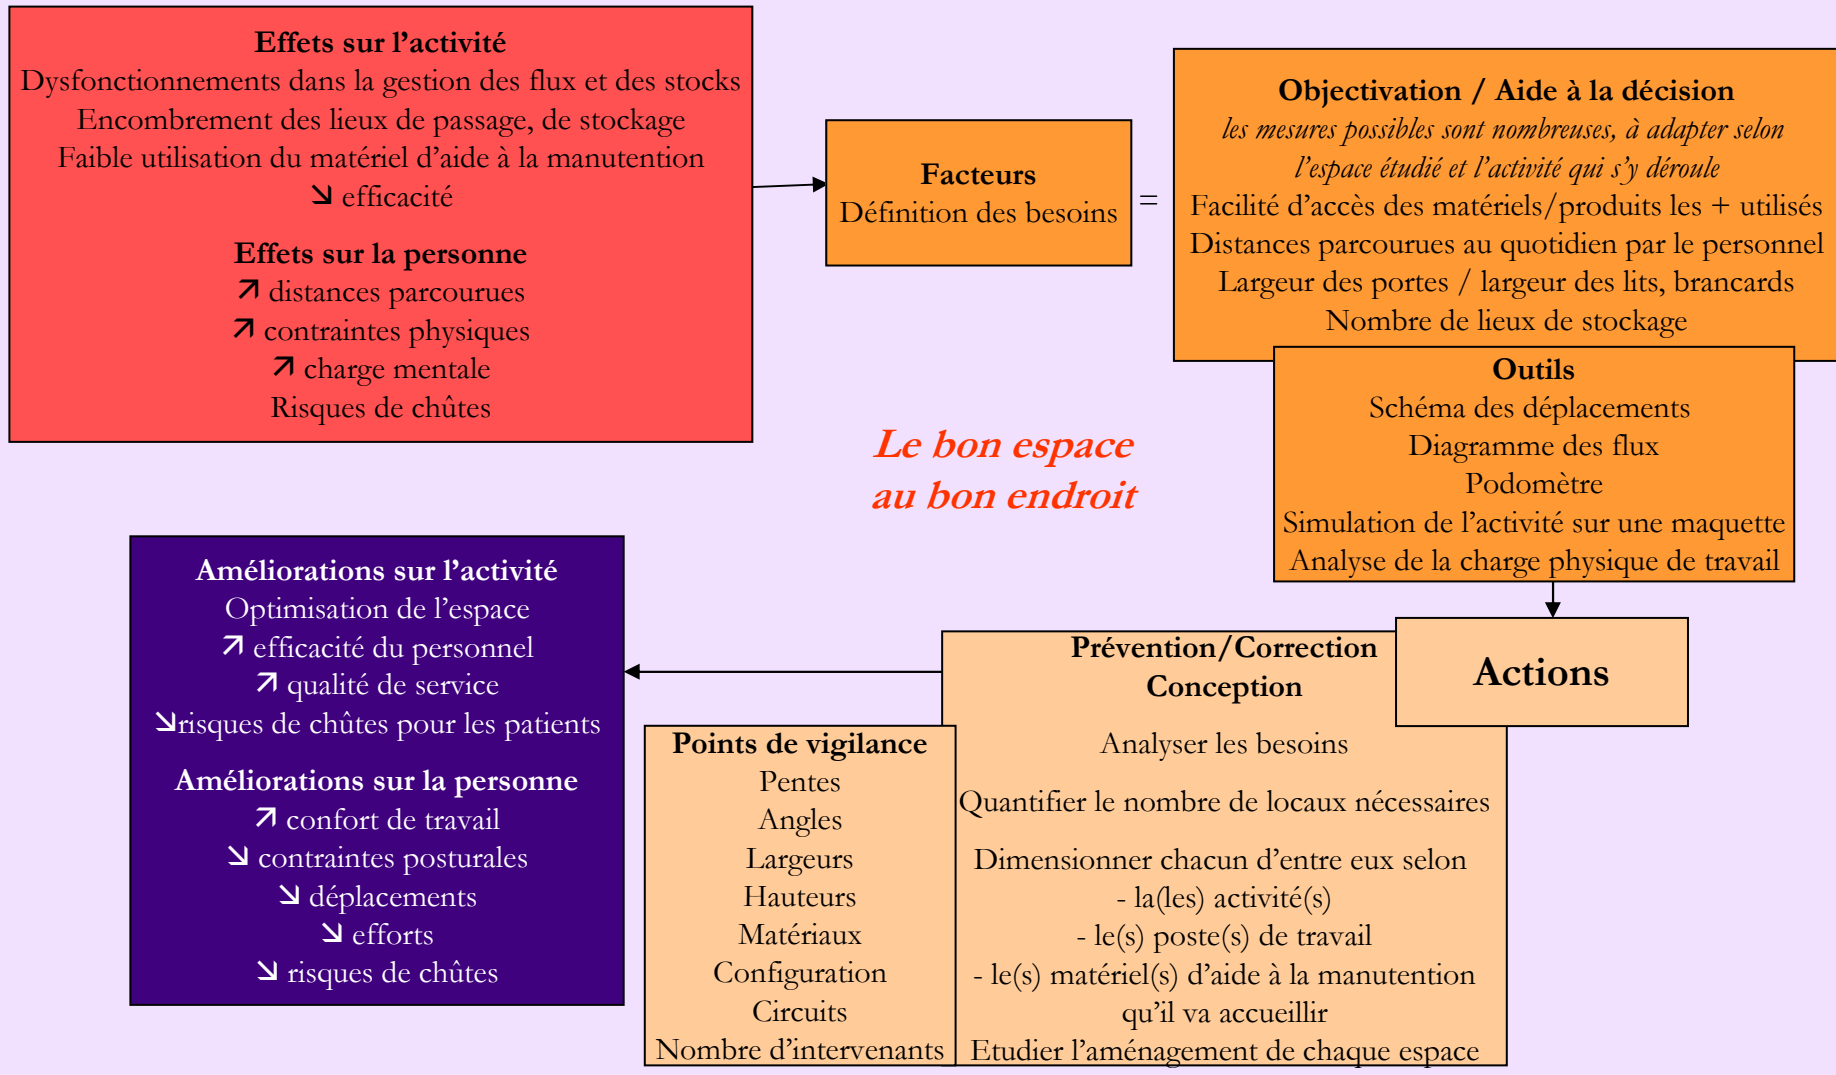 Effets sur l’activité
Dysfonctionnements dans la gestion des flux et des stocks
Encombrement des lieux de passage, de stockage
Faible utilisation du matériel d’aide à la manutention
↘ efficacité
Effets sur la personne
↗ distances parcourues
↗ contraintes physiques
↗ charge mentale
Risques de chûtes
Facteurs
Définition des besoins
=
Objectivation / Aide à la décision
les mesures possibles sont nombreuses, à adapter selon
l’espace étudié et l’activité qui s’y déroule
Facilité d’accès des matériels/produits les + utilisés
Distances parcourues au quotidien par le personnel
Largeur des portes / largeur des lits, brancards
Nombre de lieux de stockage
Outils
Schéma des déplacements
Diagramme des flux
Podomètre
Simulation de l’activité sur une maquette
Analyse de la charge physique de travail
Le bon espace
au bon endroit
Actions
Prévention/Correction
Conception
Analyser les besoins
Quantifier le nombre de locaux nécessaires
Dimensionner chacun d’entre eux selon
- la(les) activité(s)
- le(s) poste(s) de travail
- le(s) matériel(s) d’aide à la manutention
qu’il va accueillir
Etudier l’aménagement de chaque espace
Points de vigilance
Pentes
Angles
Largeurs
Hauteurs
Matériaux
Configuration
Circuits
Nombre d’intervenants
Améliorations sur l’activité
Optimisation de l’espace
↗ efficacité du personnel
↗ qualité de service
↘risques de chûtes pour les patients
Améliorations sur la personne
↗ confort de travail
↘ contraintes posturales
↘ déplacements
↘ efforts
↘ risques de chûtes